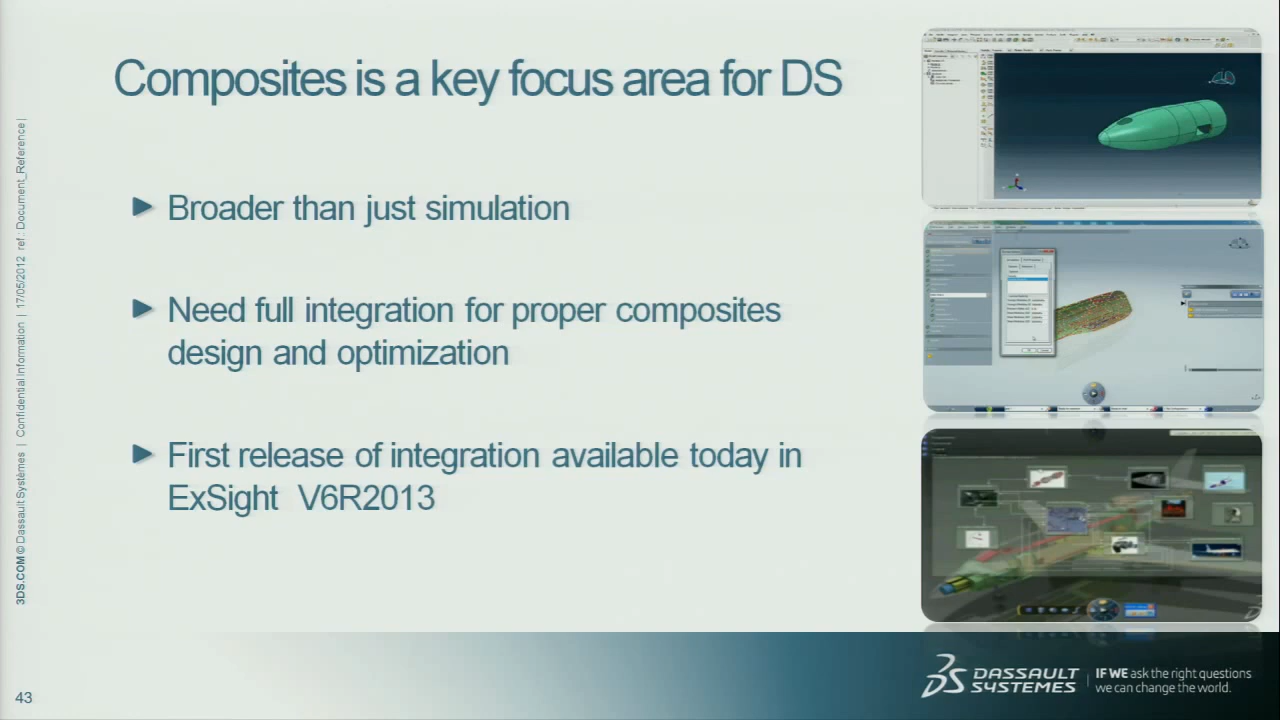 Composites is a key focus area for DS
Broader than just simulation
Need full integration for proper composites
design and optimization
First release of integration available today in
ExSight V6R2013
3DS.COM © Dassault Systèmes | Confidential Information | 17/05/2012 ref.: Document_Reference |
43
DASSAULT
SYSTEMES
IF WE ask the right questions
we can change the world.